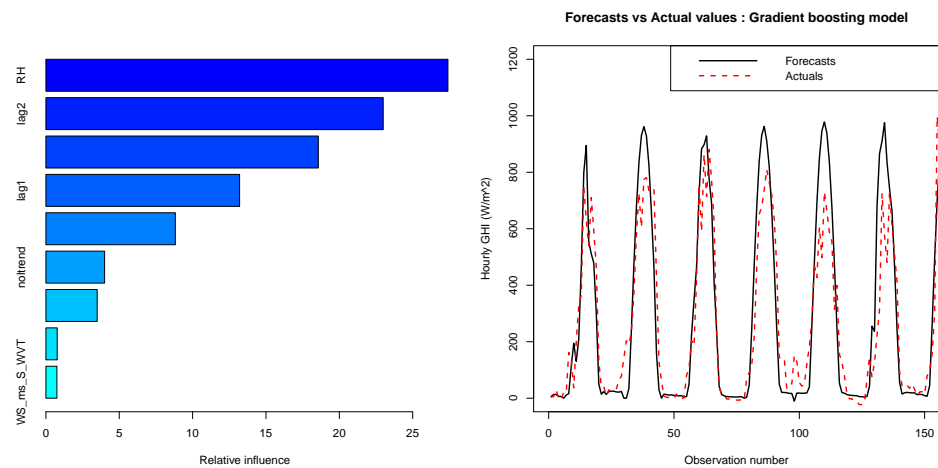 Forecasts vs Actual values : Gradient boosting model
RH
lag2
lag1
noltrend
WS_ms_S_WVT
0 5 10 15 20 25
Relative influence
Forecasts
Actuals
Hourly GHI (W/m^2)
1200
1000
800
600
400
200
0
0 50 100 150
Observation number